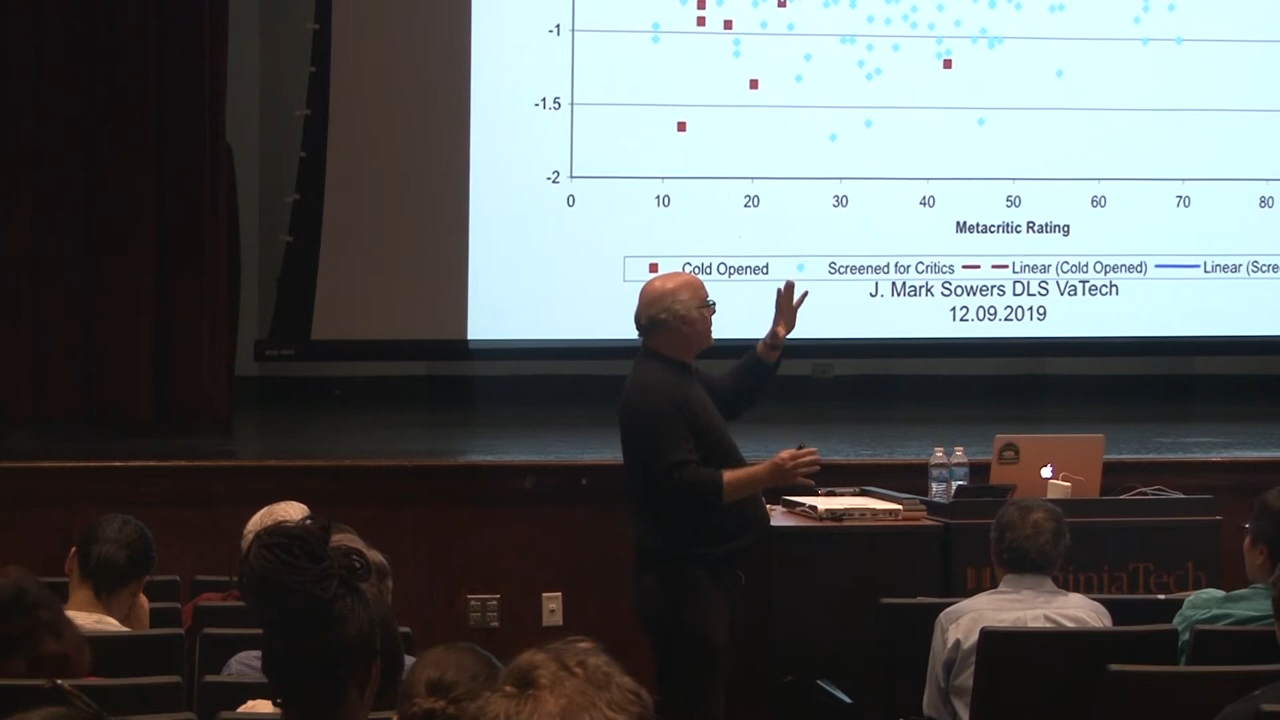 -1
-1.5
-2
0 10 20 30 40 50 60 70 80
Metacritic Rating
Cold Opened Screened for Critics Linear (Cold Opened) Linear (Scre
J. Mark Sowers DLS VaTech
12.09.2019
VirginiaTech